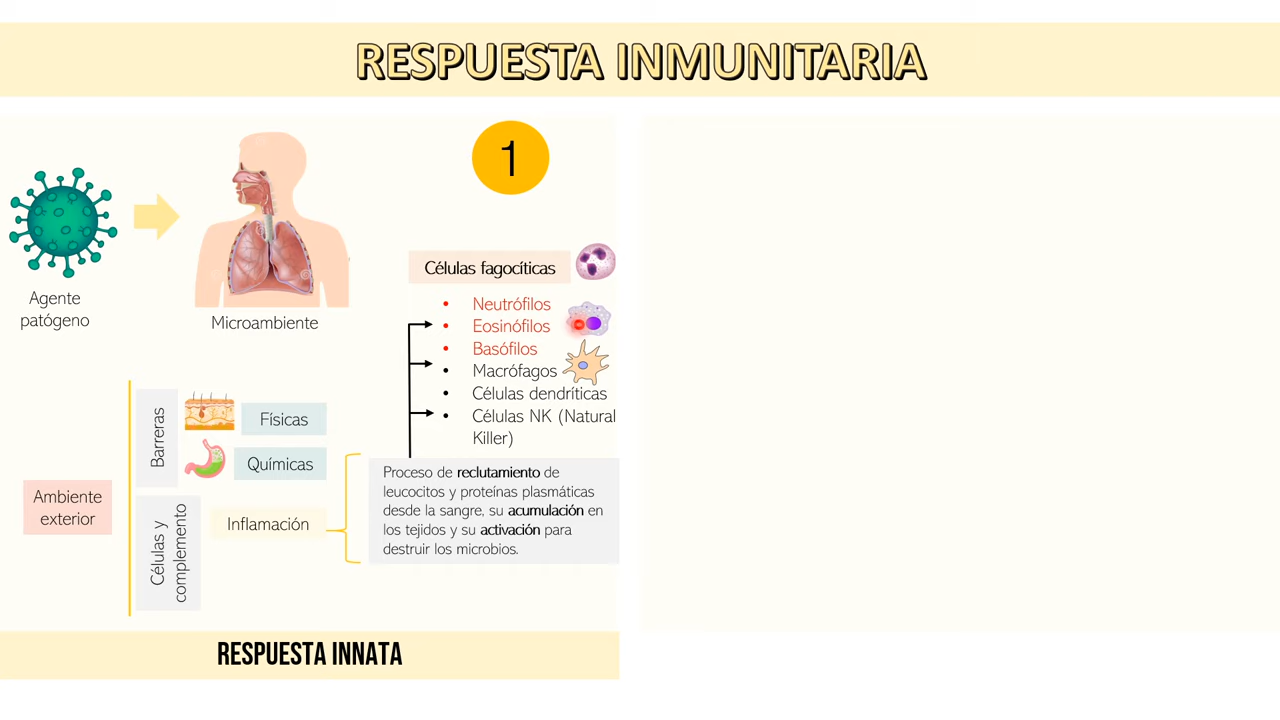 RESPUESTA INMUNITARIA
1
Agente
patógeno
Microambiente
Células fagocíticas
• Neutrófilos
• Eosinófilos
• Basófilos
• Macrófagos
• Células dendríticas
• Células NK (Natural
Killer)
Ambiente
exterior
Barreras
Físicas
Químicas
Células y
complemento
Inflamación
Proceso de reclutamiento de
leucocitos y proteínas plasmáticas
desde la sangre, su acumulación en
los tejidos y su activación para
destruir los microbios.
RESPUESTA INNATA